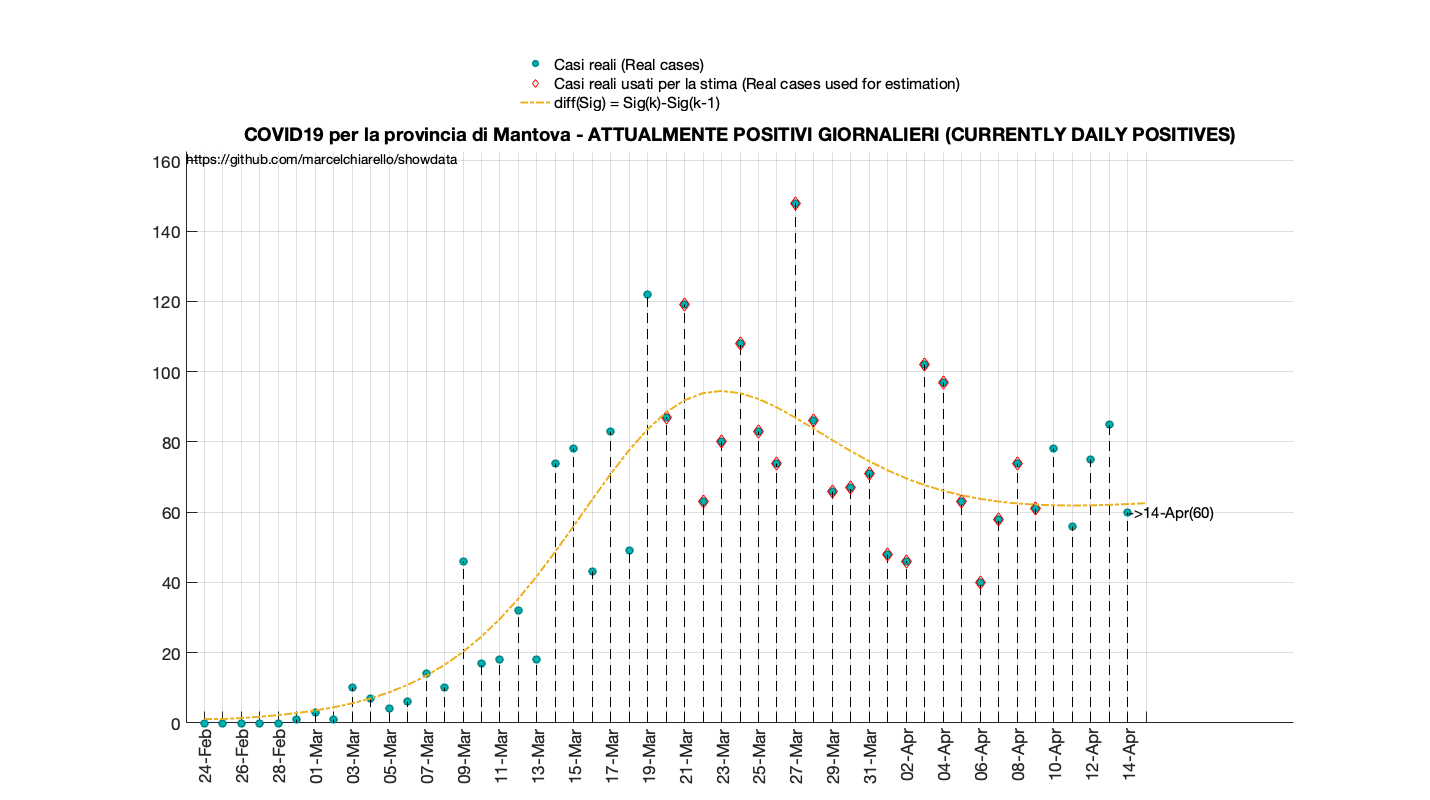 Casi reali (Real cases)
Casi reali usati per la stima (Real cases used for estimation)
diff(Sig) = Sig(k)-Sig(k-1)
COVID19 per la provincia di Mantova - ATTUALMENTE POSITIVI GIORNALIERI (CURRENTLY DAILY POSITIVES)
https://github.com/marcelchiarello/showdata
160
140
120
100
80
60
40
20
0
->14-Apr(60)
24-Feb
26-Feb
28-Feb
01-Mar
03-Mar
05-Mar
07-Mar
09-Mar
11-Mar
13-Mar
15-Mar
17-Mar
19-Mar
21-Mar
23-Mar
25-Mar
27-Mar
29-Mar
31-Mar
02-Apr
04-Apr
06-Apr
08-Apr
10-Apr
12-Apr
14-Apr